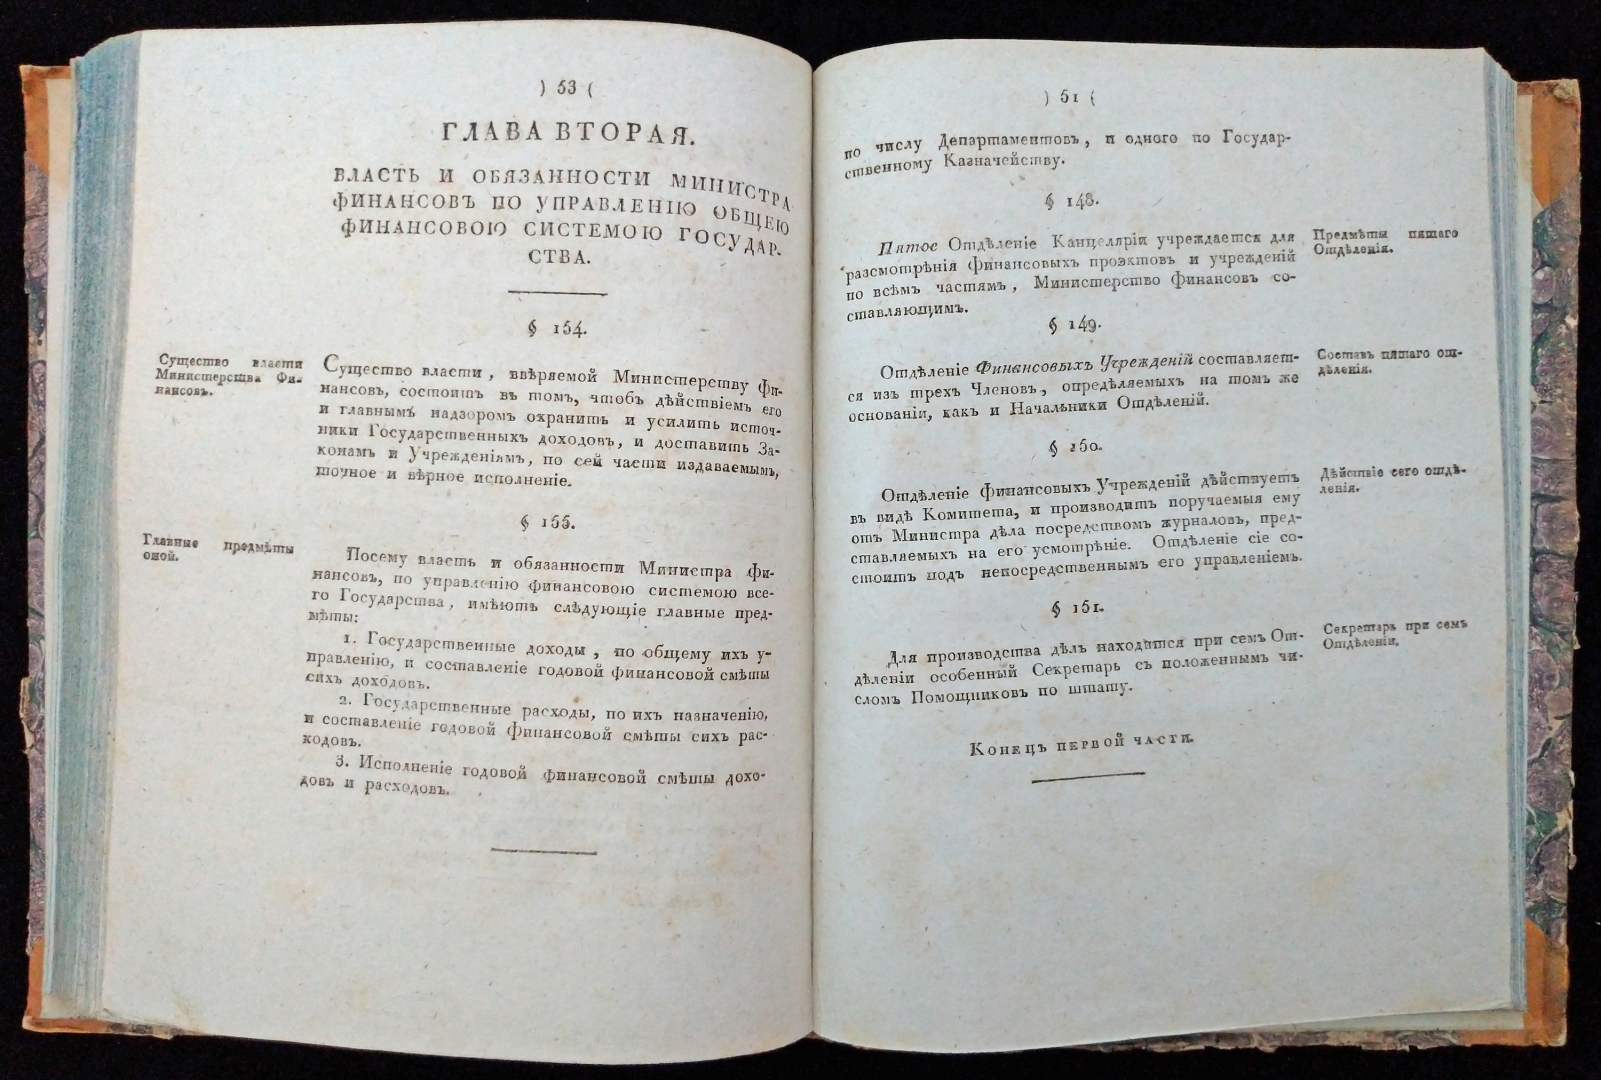 ) 53 (
ГЛАВА ВТОРАЯ.
ВЛАСТЬ И ОБЯЗАННОСТИ МИНИСТРА
ФИНАНСОВЪ ПО УПРАВЛЕНІЮ ОБЩЕЮ
ФИНАНСОВОЮ СИСТЕМОЮ ГОСУДАР-
СТВА.
§ 154.
Существо власти
Министерства Фи-
нансовъ.
Существо власти, ввѣряемой Министерству фи-
нансовъ, состоитъ въ томъ, чтобъ дѣйствіемъ его
и главнымъ надзоромъ охранить и усилить источ-
ники Государственныхъ доходовъ, и доставить За-
конамъ и Учрежденіямъ, по сей части издаваемымъ,
точное и вѣрное исполненіе.
§ 155.
Главные предмѣты
оной.
Посему власть и обязанности Министра фи-
нансовъ, по управленію финансовою системою все-
го Государства, имѣютъ слѣдующіе главные пред-
мѣты:
1. Государственные доходы, по общему ихъ у-
правленію, и составленіе годовой финансовой смѣты
сихъ доходовъ.
2. Государственные расходы, по ихъ назначенію,
и составленіе годовой финансовой смѣты сихъ рас-
ходовъ.
3. Исполненіе годовой финансовой смѣты дохо-
довъ и расходовъ.
) 51 (
по числу Департаментовъ, и одного по Государ-
ственному Казначейству.
§ 148.
Пятое Отдѣленіе Канцеляріи учреждается для
разсмотрѣнія финансовыхъ проэктовъ и учрежденій
по всѣмъ частямъ, Министерство финансовъ со-
ставляющимъ.
Предмѣты пятаго
Отдѣленія.
§ 149.
Отдѣленіе Финансовыхъ Учрежденій составляет-
ся изъ трехъ Членовъ, опредѣляемыхъ на томъ же
основаніи, какъ и Начальники Отдѣленій.
Составъ пятаго от-
дѣленія.
§ 150.
Отдѣленіе финансовыхъ Учрежденій дѣйствуетъ
въ видѣ Комитета, и производитъ поручаемыя ему
отъ Министра дѣла посредствомъ журналовъ, пред-
ставляемыхъ на его усмотрѣніе. Отдѣленіе сіе со-
стоитъ подъ непосредственнымъ его управленіемъ.
Дѣйствіе сего отдѣ-
ленія.
§ 151.
Для производства дѣлъ находится при семъ От-
дѣленіи особенный Секретарь съ положеннымъ чи-
сломъ Помощниковъ по штату.
Секретарь при семъ
Отдѣленіи.
Конецъ первой части.